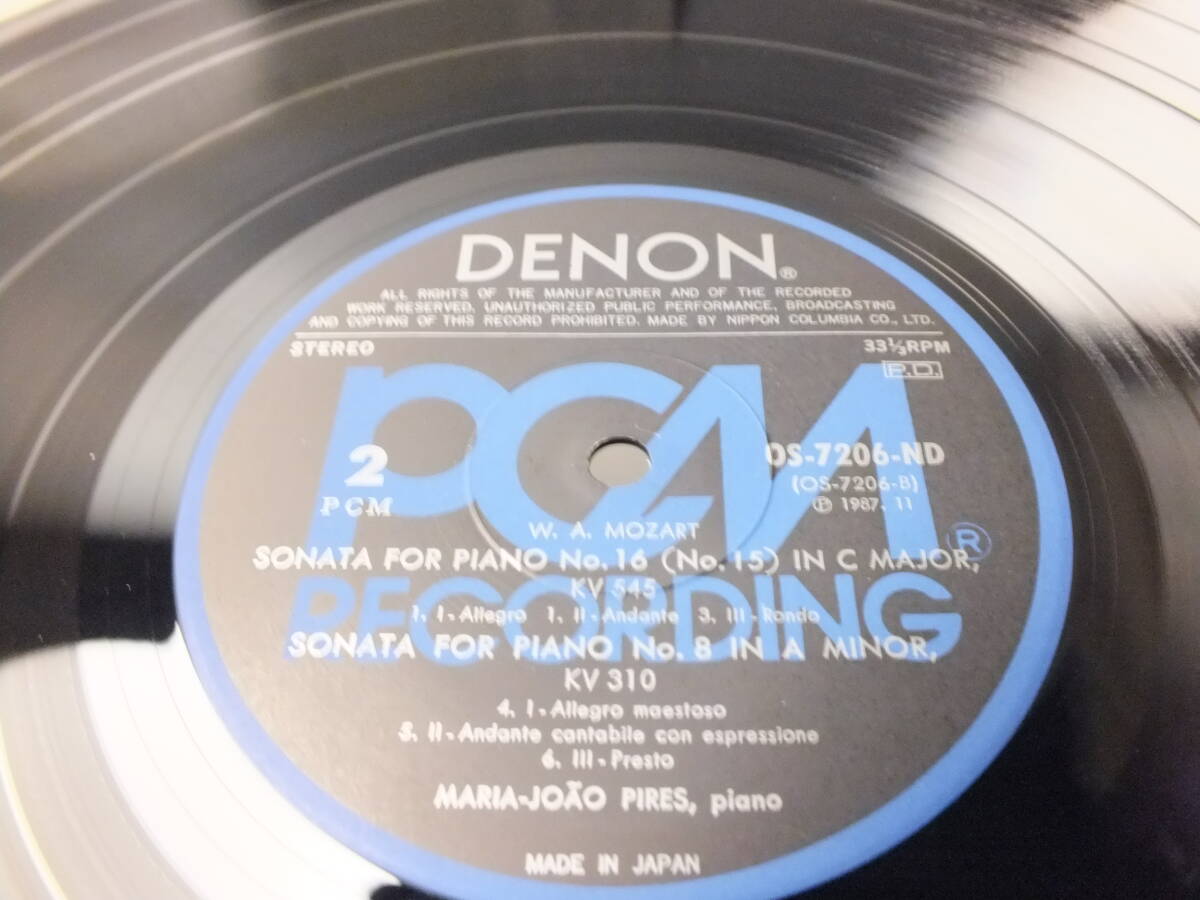 DENON®
ALL RIGHTS OF THE MANUFACTURER AND OF THE RECORDED
WORK RESERVED. UNAUTHORIZED PUBLIC PERFORMANCE, BROADCASTING
AND COPYING OF THIS RECORD PROHIBITED. MADE BY NIPPON COLUMBIA CO., LTD.
STEREO
33⅓RPM
P.D.
PCM
RECORDING
®
2
PCM
OS-7206-ND
(OS-7206-B)
℗ 1987. 11
W. A. MOZART
SONATA FOR PIANO No. 16 (No. 15) IN C MAJOR,
KV 545
1. I-Allegro 1. II-Andante 3. III-Rondo
SONATA FOR PIANO No. 8 IN A MINOR,
KV 310
4. I-Allegro maestoso
5. II-Andante cantabile con espressione
6. III-Presto
MARIA-JOÃO PIRES, piano
MADE IN JAPAN